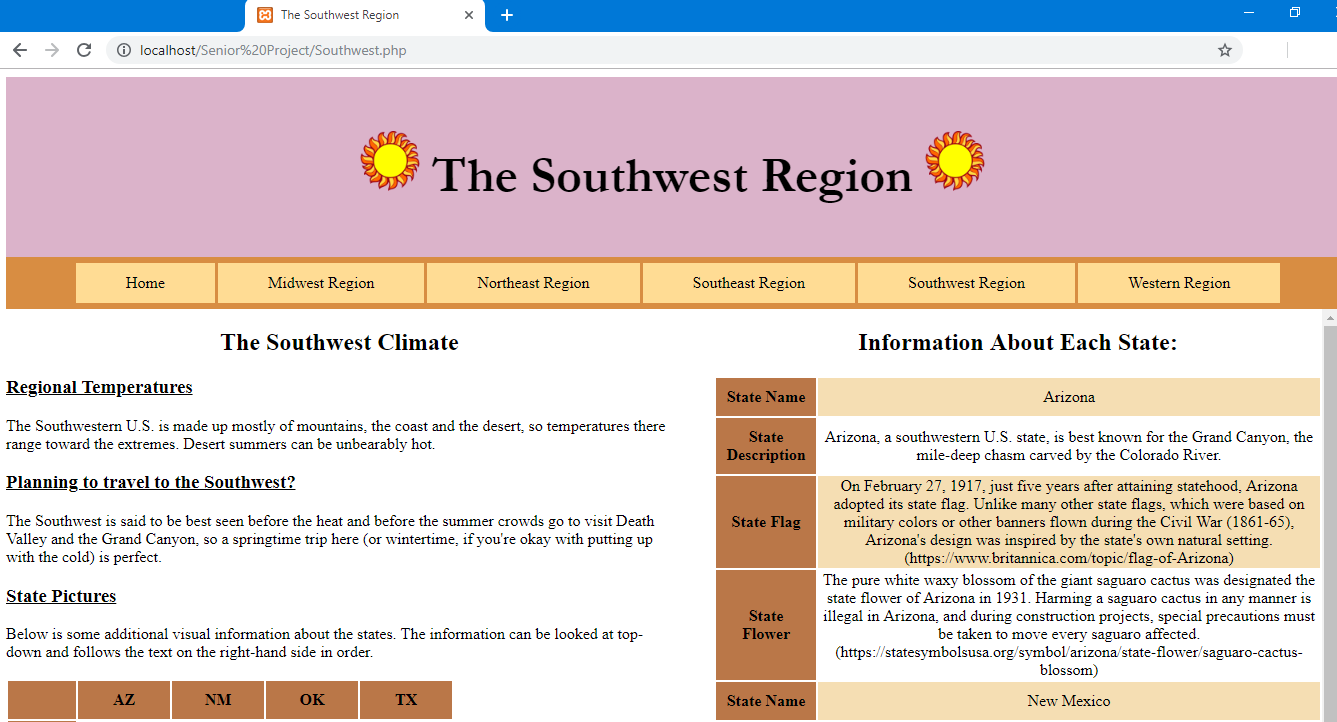 The Southwest Region
localhost/Senior%20Project/Southwest.php
The Southwest Region
Home
Midwest Region
Northeast Region
Southeast Region
Southwest Region
Western Region
The Southwest Climate
Regional Temperatures
The Southwestern U.S. is made up mostly of mountains, the coast and the desert, so temperatures there
range toward the extremes. Desert summers can be unbearably hot.
Planning to travel to the Southwest?
The Southwest is said to be best seen before the heat and before the summer crowds go to visit Death
Valley and the Grand Canyon, so a springtime trip here (or wintertime, if you're okay with putting up
with the cold) is perfect.
State Pictures
Below is some additional visual information about the states. The information can be looked at top-
down and follows the text on the right-hand side in order.
AZ
NM
OK
TX
Information About Each State:
State Name
Arizona
State
Description
Arizona, a southwestern U.S. state, is best known for the Grand Canyon, the
mile-deep chasm carved by the Colorado River.
State Flag
On February 27, 1917, just five years after attaining statehood, Arizona
adopted its state flag. Unlike many other state flags, which were based on
military colors or other banners flown during the Civil War (1861-65),
Arizona's design was inspired by the state's own natural setting.
(https://www.britannica.com/topic/flag-of-Arizona)
State
Flower
The pure white waxy blossom of the giant saguaro cactus was designated the
state flower of Arizona in 1931. Harming a saguaro cactus in any manner is
illegal in Arizona, and during construction projects, special precautions must
be taken to move every saguaro affected.
(https://statesymbolsusa.org/symbol/arizona/state-flower/saguaro-cactus-
blossom)
State Name
New Mexico